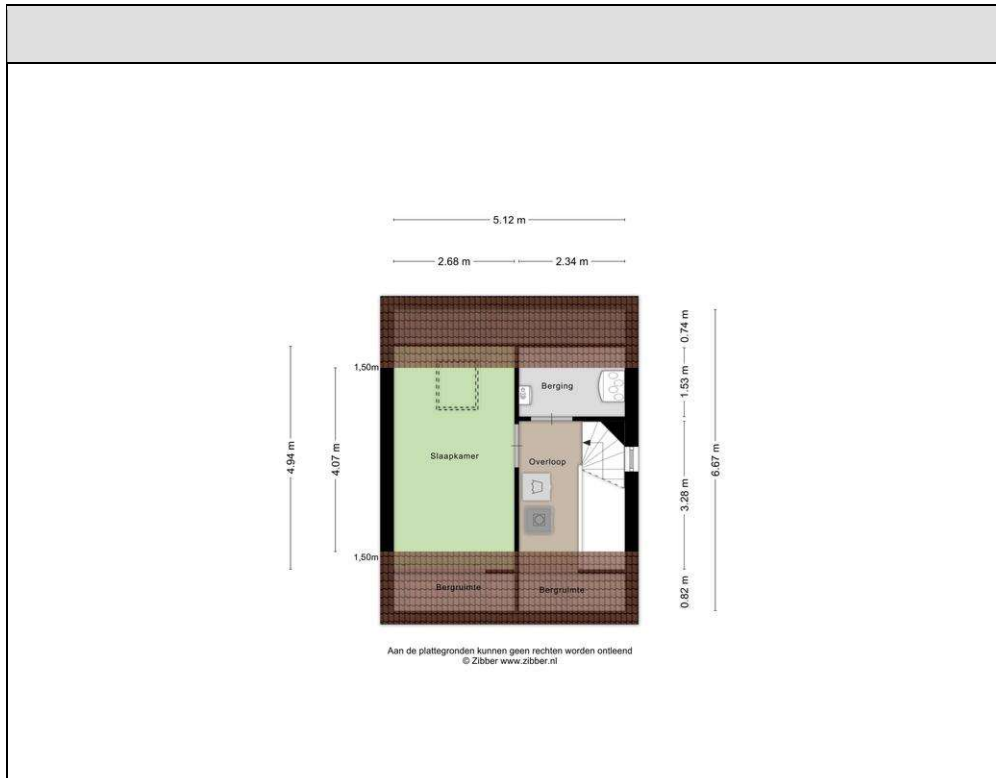 5.12 m
2.68 m
2.34 m
0.74 m
1,50m
1.53 m
Berging
4.94 m
4.07 m
Slaapkamer
Overloop
3.28 m
6.67 m
1,50m
Bergruimte
Bergruimte
0.82 m
Aan de plattegronden kunnen geen rechten worden ontleend
© Zibber www.zibber.nl